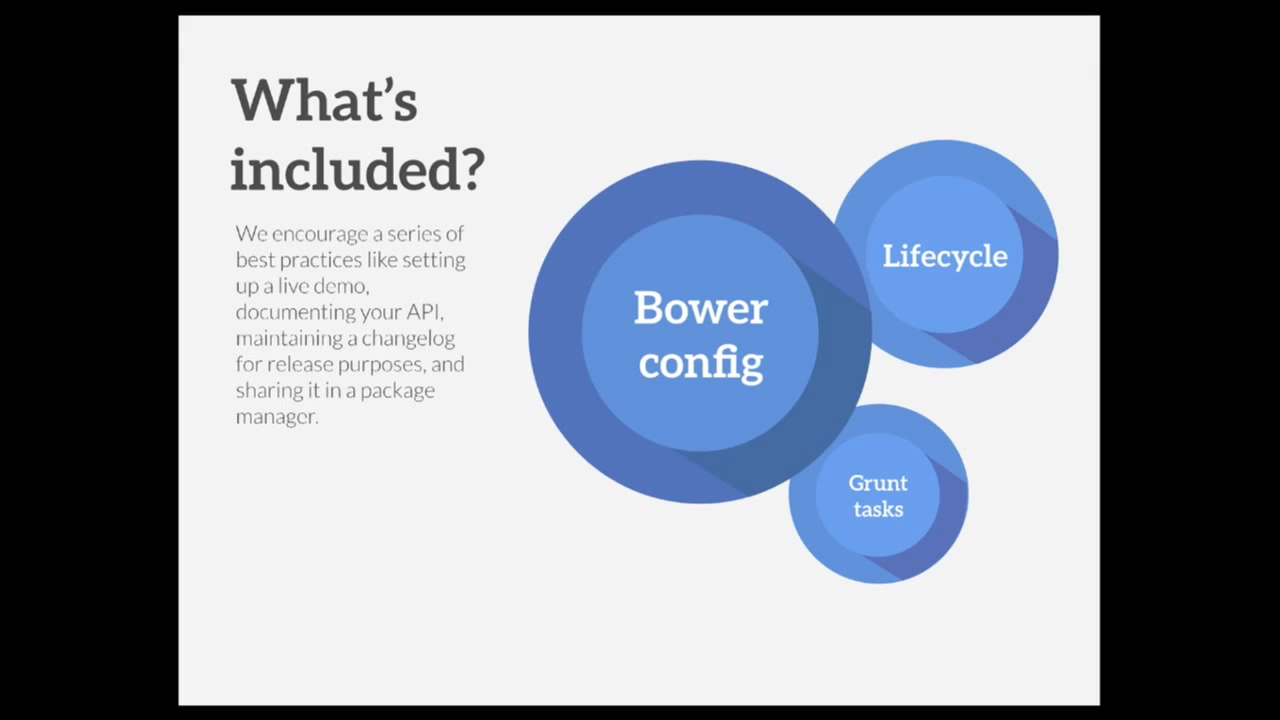 What's
included?
We encourage a series of
best practices like setting
up a live demo,
documenting your API,
maintaining a changelog
for release purposes, and
sharing it in a package
manager.
Bower
config
Lifecycle
Grunt
tasks